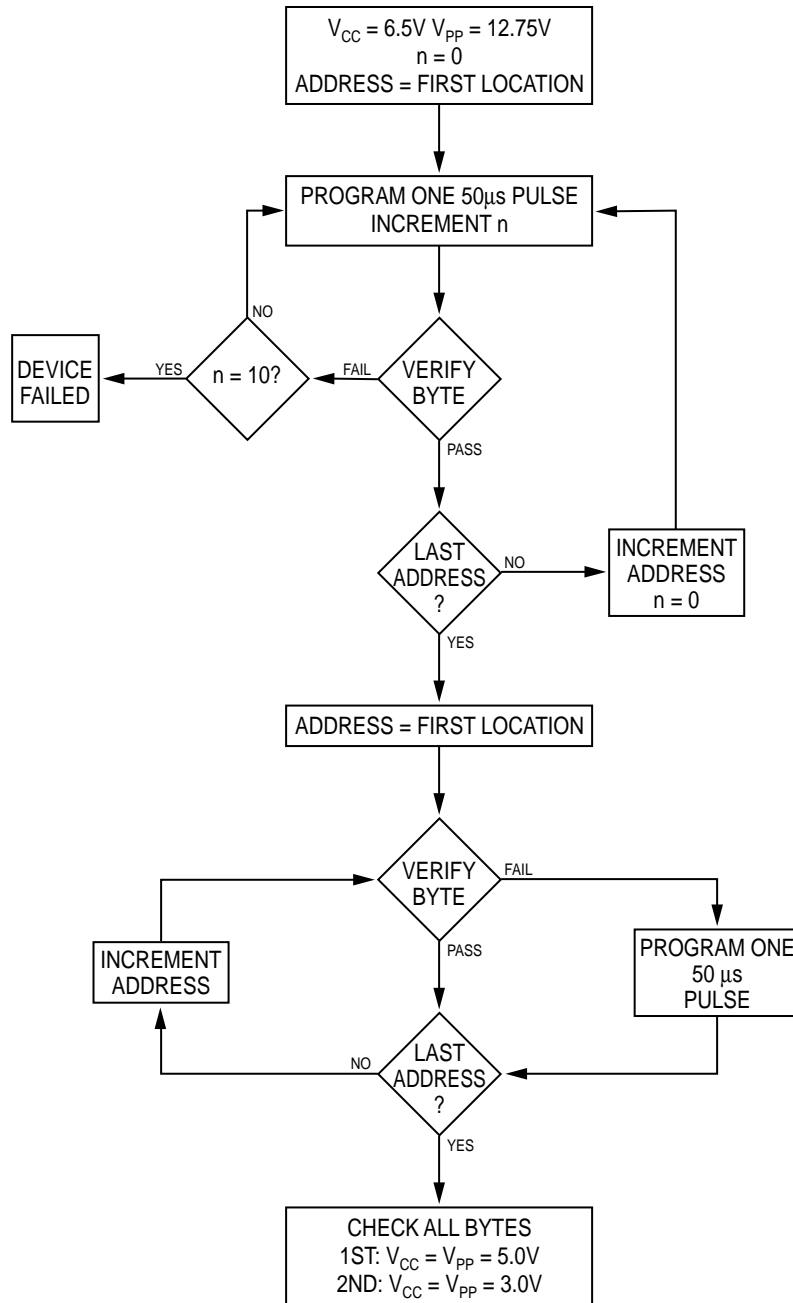 VCC = 6.5V VPP = 12.75V
n = 0
ADDRESS = FIRST LOCATION
PROGRAM ONE 50μs PULSE
INCREMENT n
NO
DEVICE
FAILED
YES
n = 10?
FAIL
VERIFY
BYTE
PASS
LAST
ADDRESS
?
NO
INCREMENT
ADDRESS
n = 0
YES
ADDRESS = FIRST LOCATION
VERIFY
BYTE
FAIL
PASS
INCREMENT
ADDRESS
PROGRAM ONE
50 μs
PULSE
NO
LAST
ADDRESS
?
YES
CHECK ALL BYTES
1ST: VCC = VPP = 5.0V
2ND: VCC = VPP = 3.0V